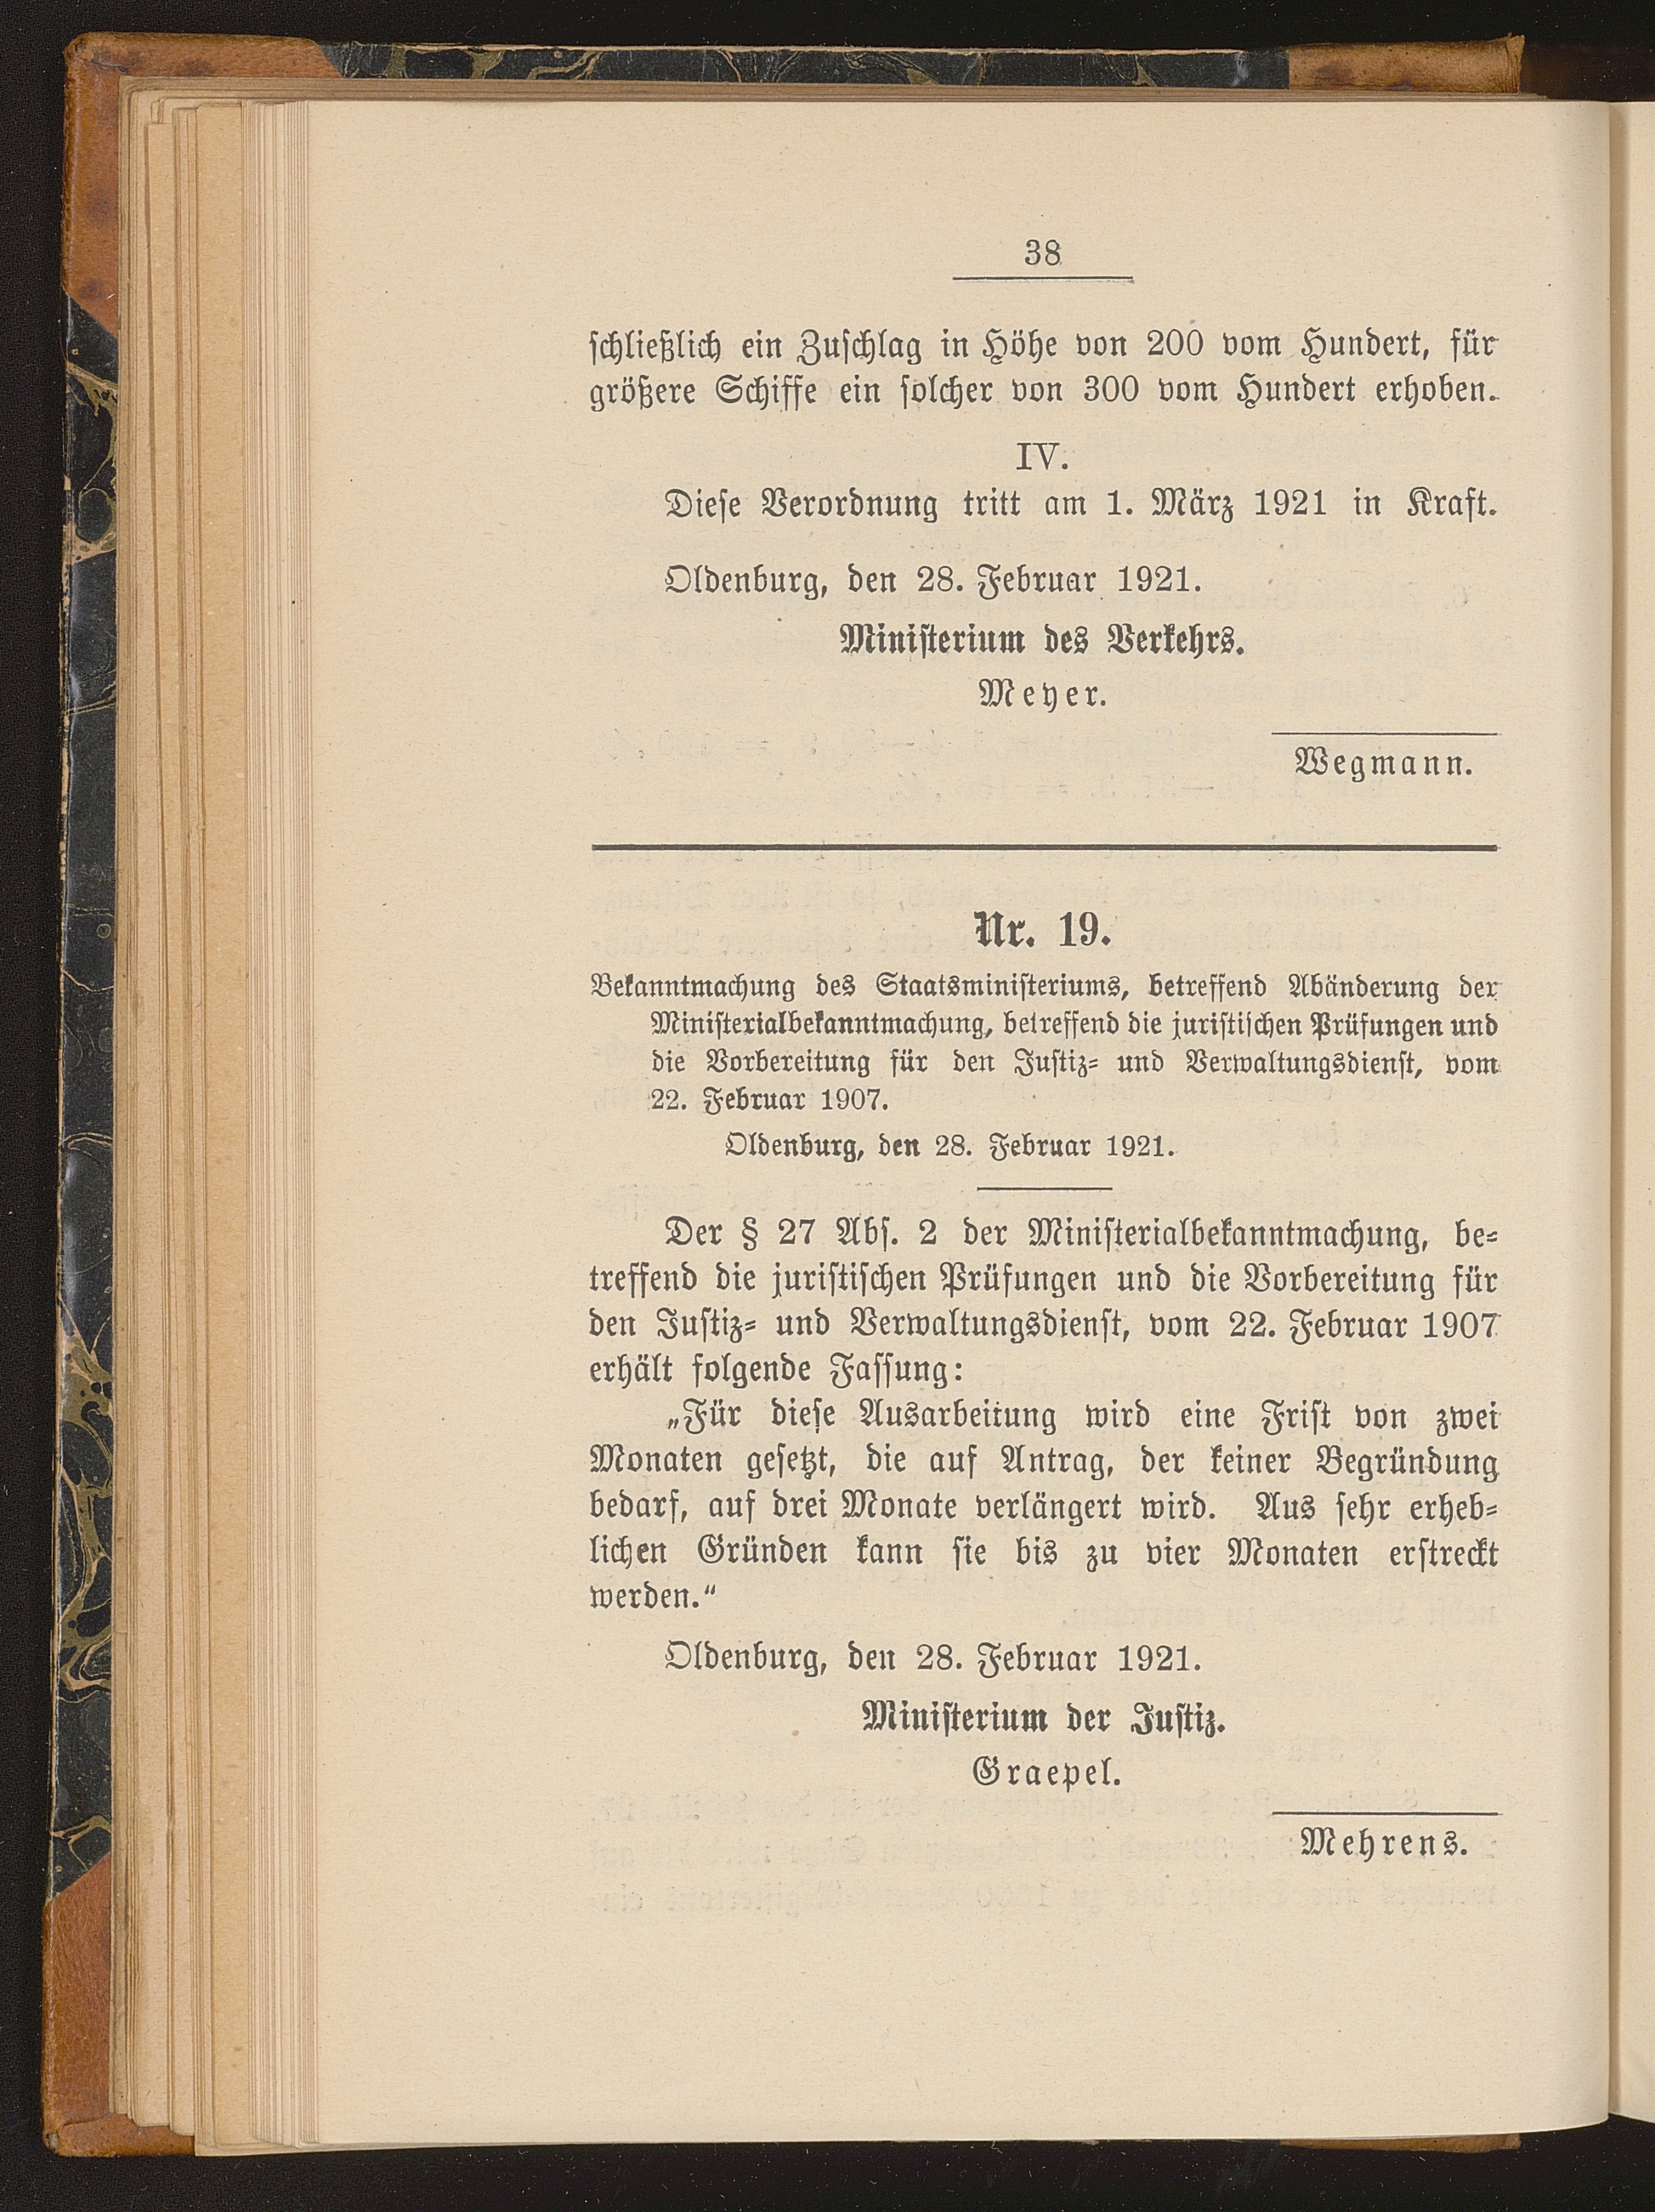 38
schließlich ein Zuschlag in Höhe von 200 vom Hundert, für
größere Schiffe ein solcher von 300 vom Hundert erhoben.
IV.
Diese Verordnung tritt am 1. März 1921 in Kraft.
Oldenburg, den 28. Februar 1921.
Ministerium des Verkehrs.
Meyer.
Wegmann.
Nr. 19.
Bekanntmachung des Staatsministeriums, betreffend Abänderung der
Ministerialbekanntmachung, betreffend die juristischen Prüfungen und
die Vorbereitung für den Justiz- und Verwaltungsdienst, vom
22. Februar 1907.
Oldenburg, den 28. Februar 1921.
Der § 27 Abs. 2 der Ministerialbekanntmachung, be-
treffend die juristischen Prüfungen und die Vorbereitung für
den Justiz- und Verwaltungsdienst, vom 22. Februar 1907
erhält folgende Fassung:
„Für diese Ausarbeitung wird eine Frist von zwei
Monaten gesetzt, die auf Antrag, der keiner Begründung
bedarf, auf drei Monate verlängert wird. Aus sehr erheb-
lichen Gründen kann sie bis zu vier Monaten erstreckt
werden.“
Oldenburg, den 28. Februar 1921.
Ministerium der Justiz.
Graepel.
Mehrens.